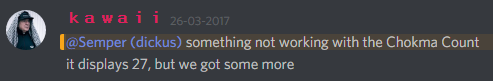 k a w a i i 26-03-2017
@Semper (dickus) something not working with the Chokma Count
it displays 27, but we got some more